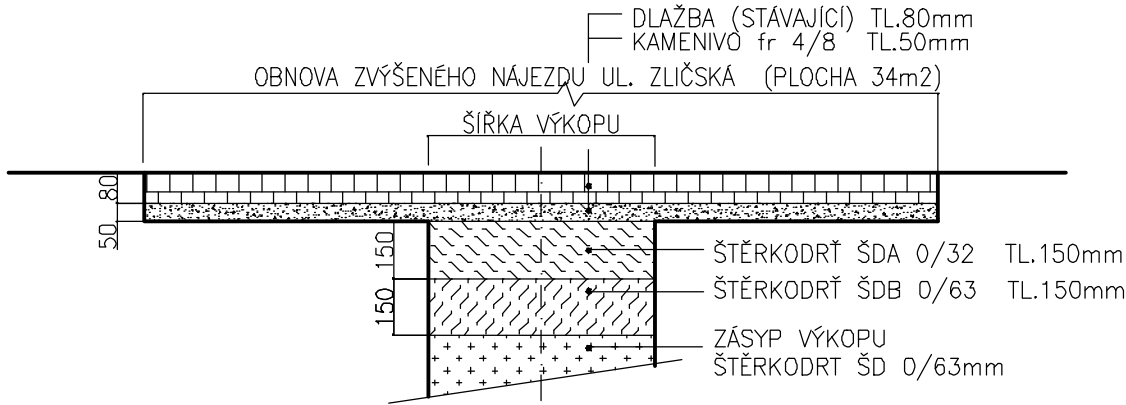 DLAŽBA (STÁVAJÍCÍ) TL.80mm
KAMENIVO fr 4/8 TL.50mm
OBNOVA ZVÝŠENÉHO NÁJEZDU UL. ZLIČSKÁ (PLOCHA 34m2)
ŠÍŘKA VÝKOPU
80
50
150
150
ŠTĚRKODRŤ ŠDA 0/32 TL.150mm
ŠTĚRKODRŤ ŠDB 0/63 TL.150mm
ZÁSYP VÝKOPU
ŠTĚRKODRT ŠD 0/63mm